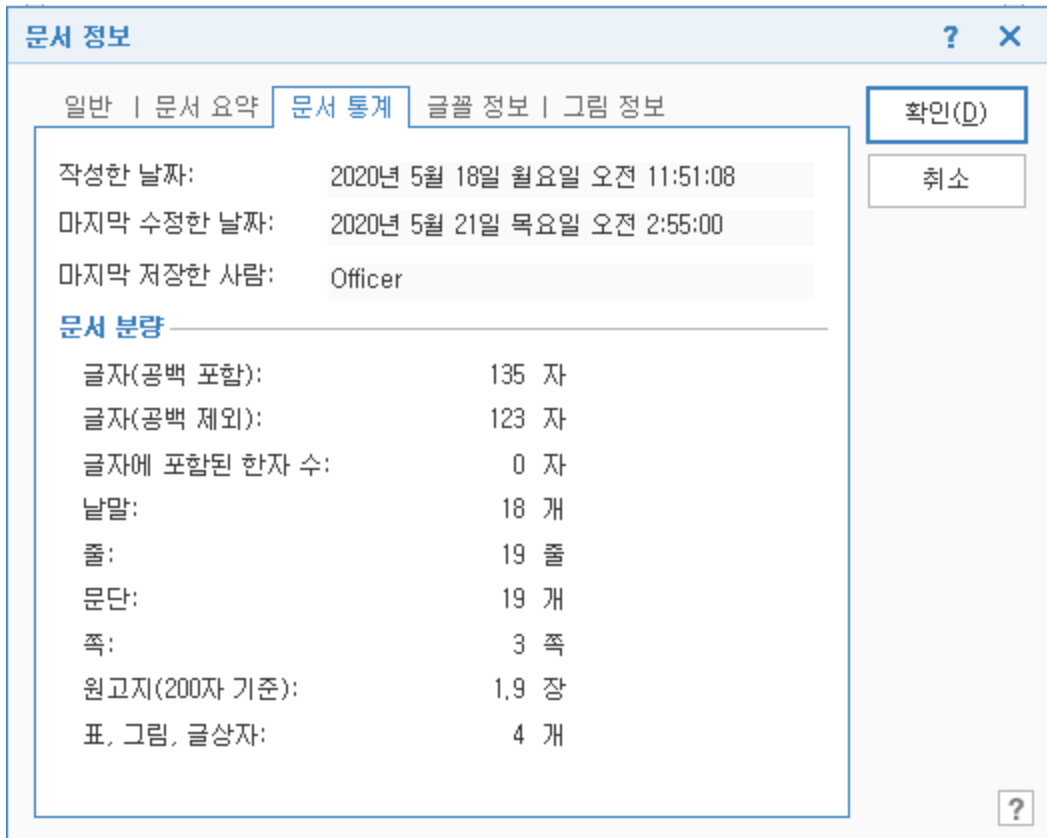 문서 정보 ? X
일반 | 문서 요약 문서 통계 글꼴 정보 | 그림 정보
확인(D)
취소
작성한 날짜: 2020년 5월 18일 월요일 오전 11:51:08
마지막 수정한 날짜: 2020년 5월 21일 목요일 오전 2:55:00
마지막 저장한 사람: Officer
문서 분량
글자(공백 포함): 135 자
글자(공백 제외): 123 자
글자에 포함된 한자 수: 0 자
낱말: 18 개
줄: 19 줄
문단: 19 개
쪽: 3 쪽
원고지(200자 기준): 1.9 장
표, 그림, 글상자: 4 개
?